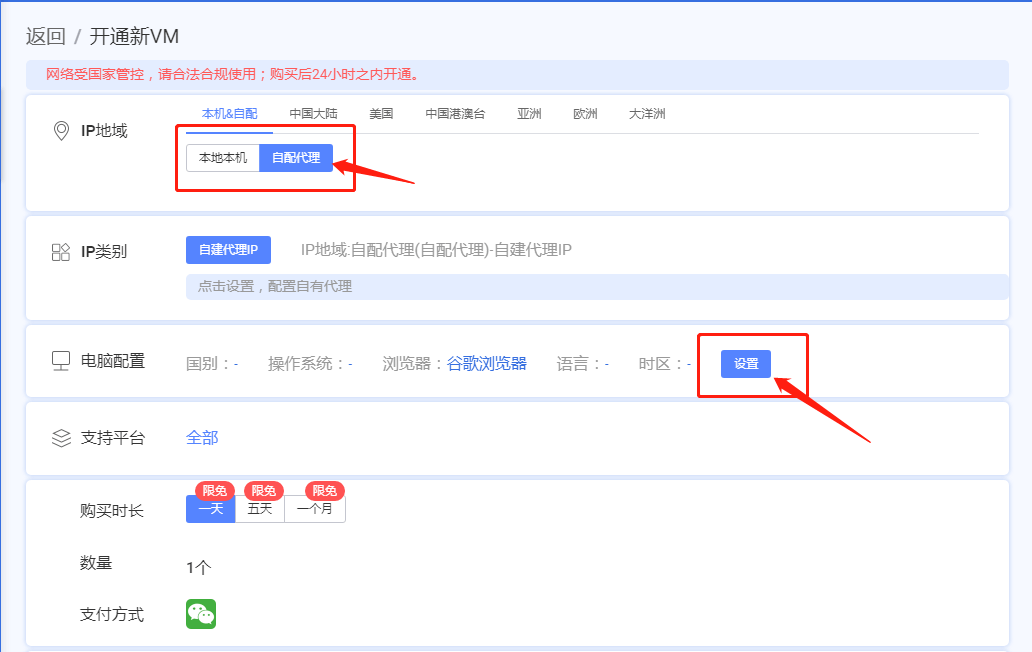 返回 / 开通新VM
网络受国家管控，请合法合规使用；购买后24小时之内开通。
IP地域
本机&自配 中国大陆 美国 中国港澳台 亚洲 欧洲 大洋洲
本地本机 自配代理
IP类别
自建代理IP IP地域:自配代理(自配代理)-自建代理IP
点击设置，配置自有代理
电脑配置 国别：- 操作系统：- 浏览器：谷歌浏览器 语言：- 时区：- 设置
支持平台 全部
限免 限免 限免
购买时长 一天 五天 一个月
数量 1个
支付方式